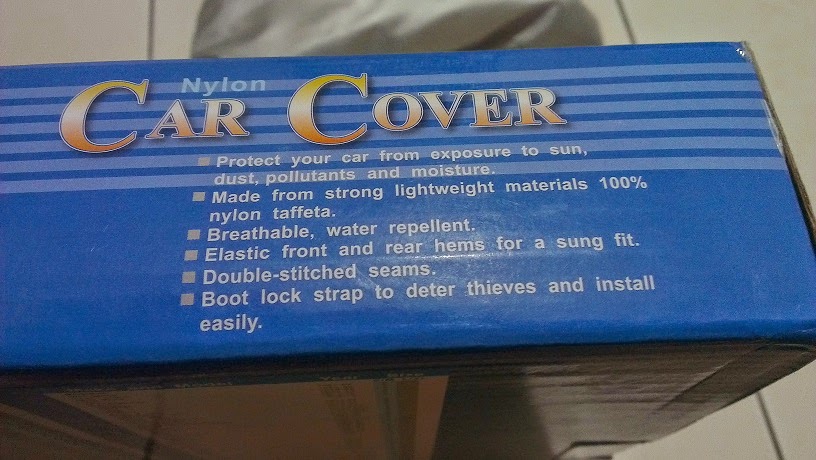 Nylon
CAR COVER
Protect your car from exposure to sun,
dust, pollutants and moisture.
Made from strong lightweight materials 100%
nylon taffeta.
Breathable, water repellent.
Elastic front and rear hems for a sung fit.
Double-stitched seams.
Boot lock strap to deter thieves and install
easily.